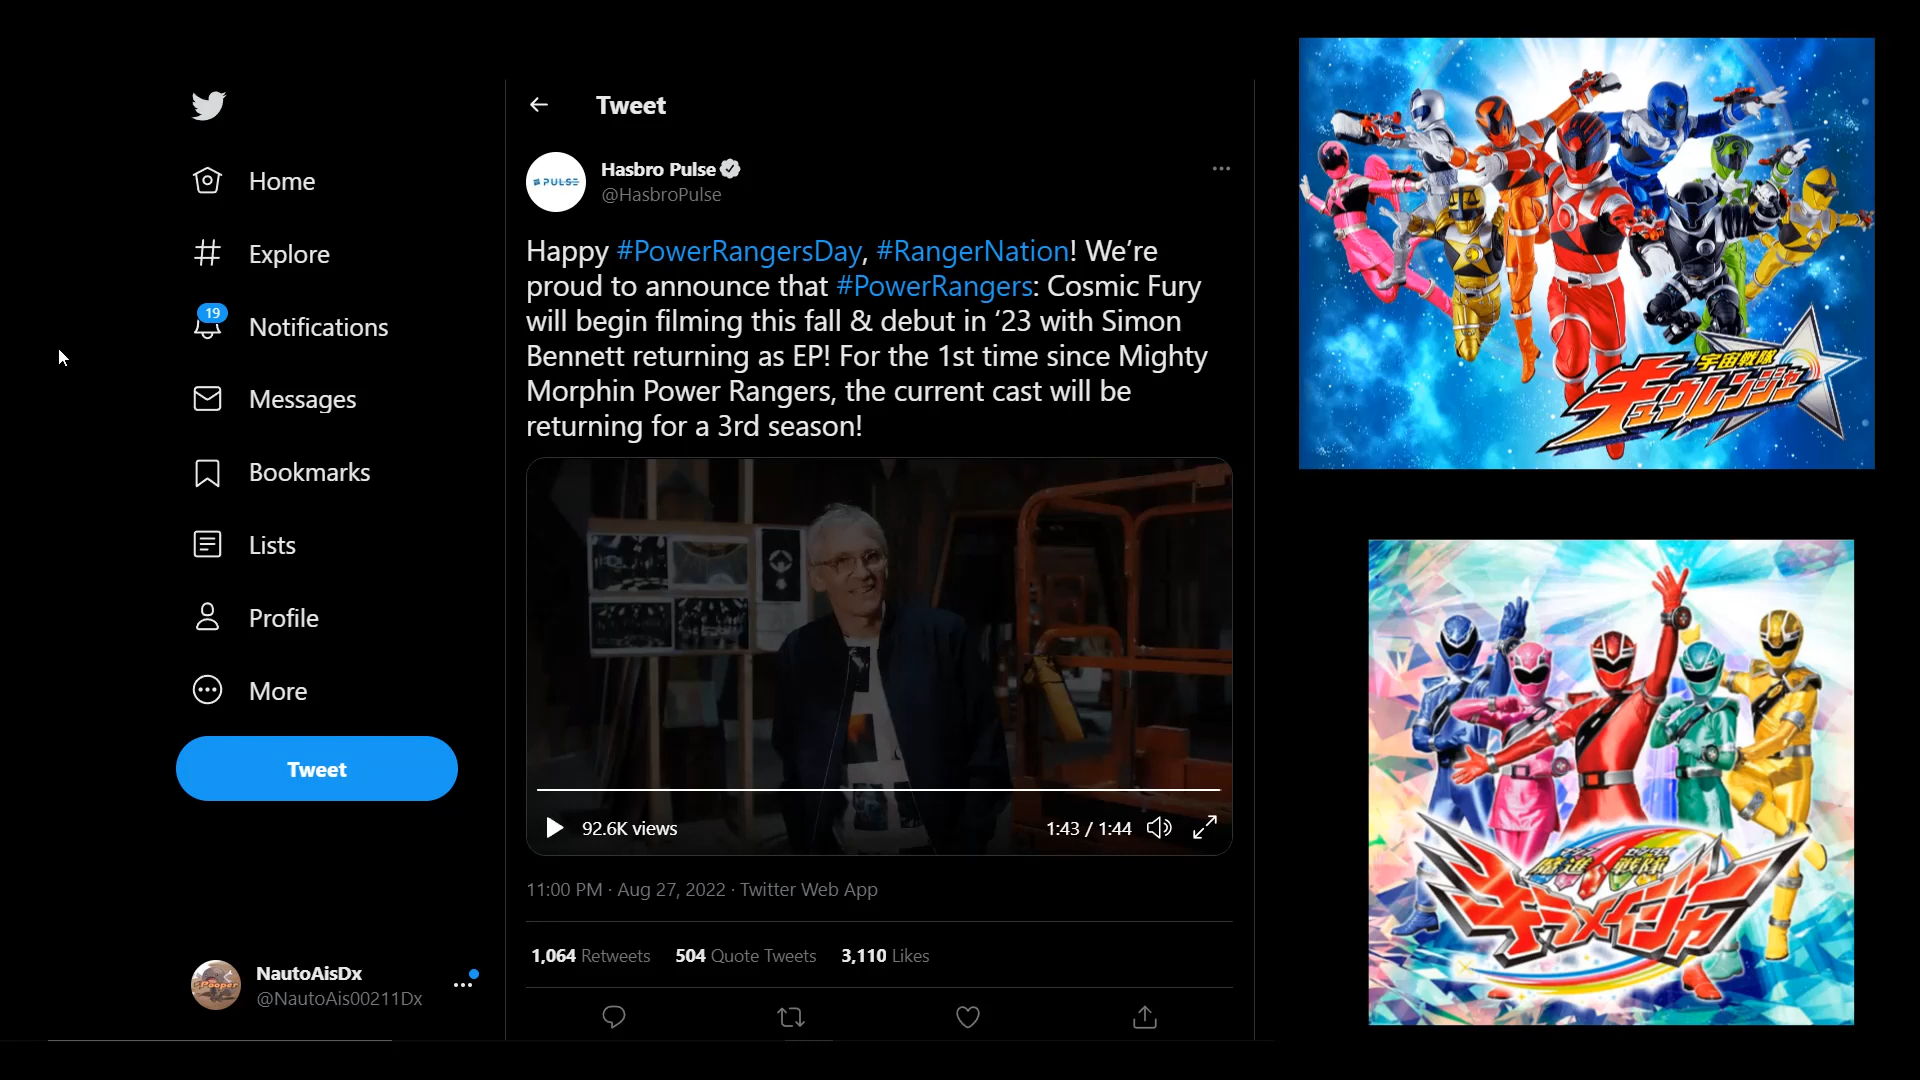 Home
Explore
19
Notifications
Messages
Bookmarks
Lists
Profile
More
Tweet
NautoAisDx
@NautoAis00211Dx
Tweet
PULSE
Hasbro Pulse
@HasbroPulse
Happy #PowerRangersDay, #RangerNation! We’re
proud to announce that #PowerRangers: Cosmic Fury
will begin filming this fall & debut in ‘23 with Simon
Bennett returning as EP! For the 1st time since Mighty
Morphin Power Rangers, the current cast will be
returning for a 3rd season!
92.6K views
1:43 / 1:44
11:00 PM · Aug 27, 2022 · Twitter Web App
1,064 Retweets 504 Quote Tweets 3,110 Likes
宇宙戦隊
キュウレンジャー
魔進戦隊
キラメイジャー